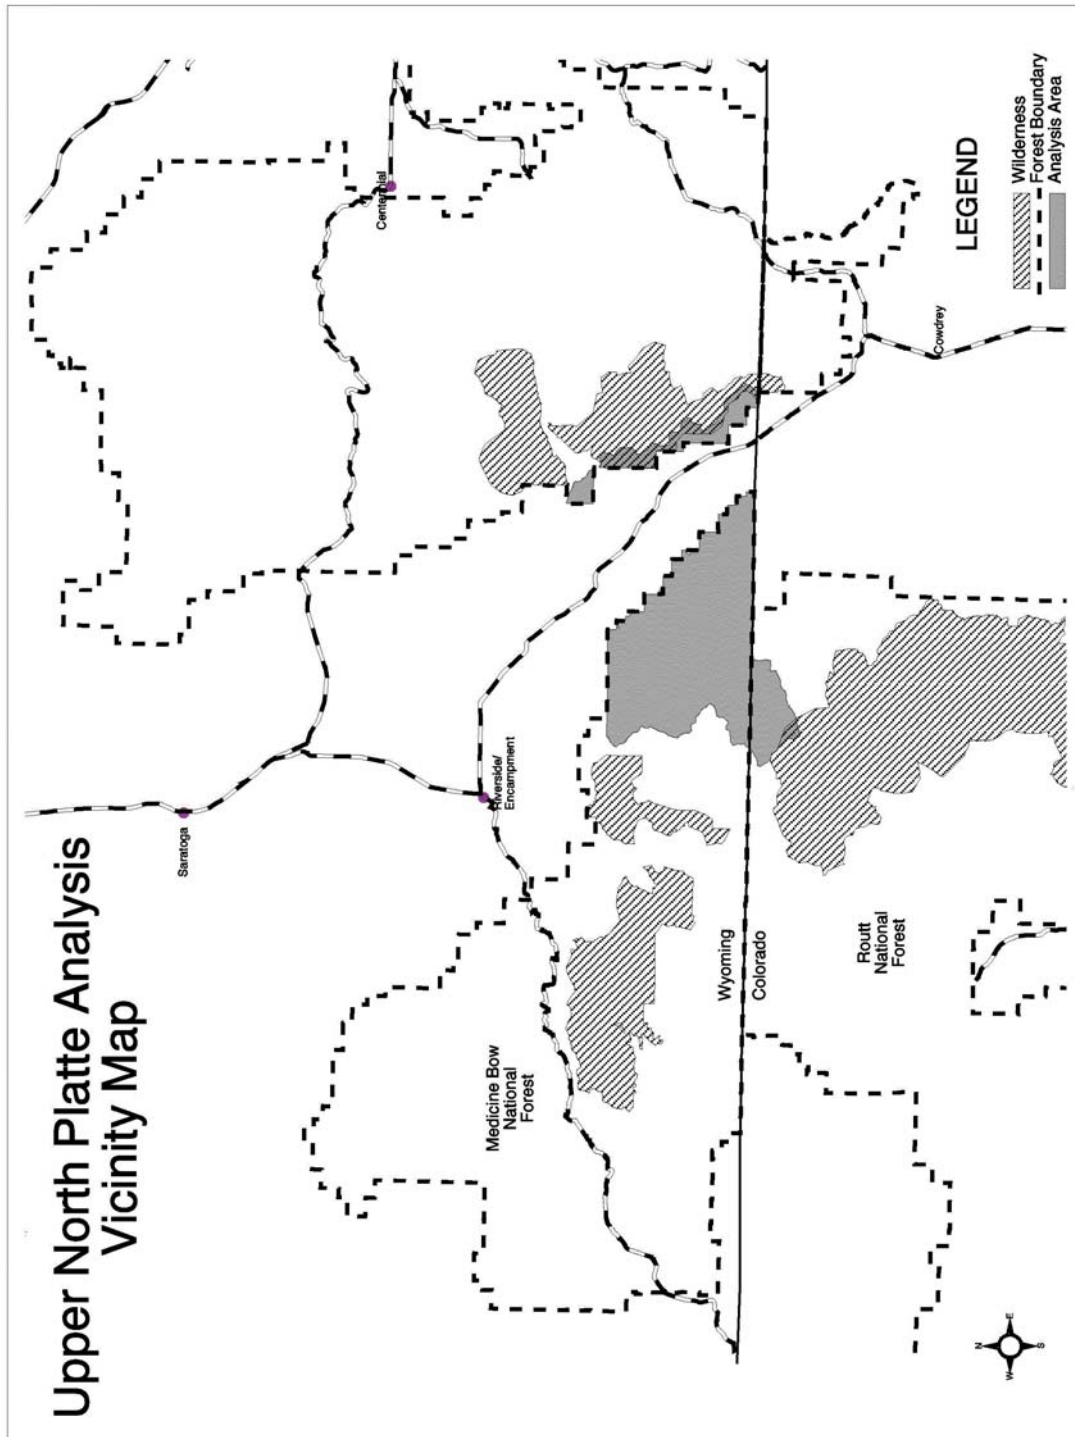 Upper North Platte Analysis
Vicinity Map
Saratoga
Centennial
Riverside/
Encampment
Medicine Bow
National
Forest
Wyoming
Colorado
Routt
National
Forest
Cowdrey
LEGEND
Wilderness
Forest Boundary
Analysis Area
N
W
E
S